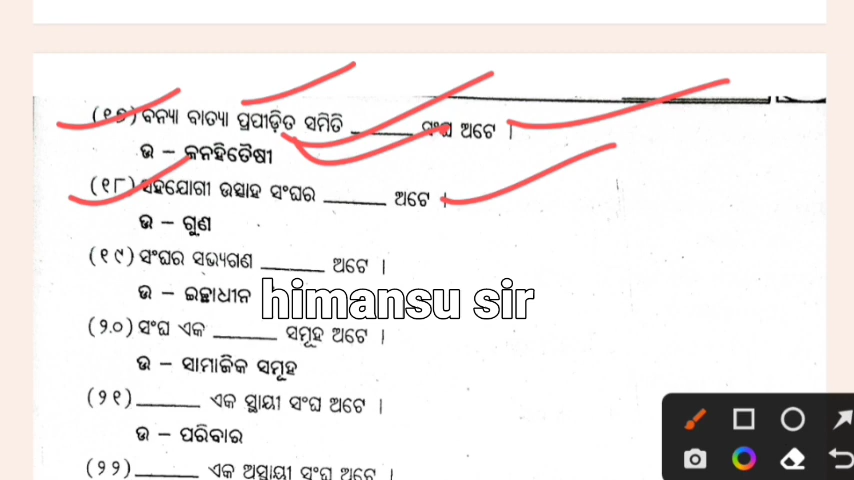 (୧୭) ବନ୍ୟା ବାତ୍ୟା ପ୍ରପୀଡ଼ିତ ସମିତି ______ ସଂଘ ଅଟେ ।
ଉ – ଜନହିତୈଷୀ
(୧୮) ସହଯୋଗୀ ଉତ୍ସାହ ସଂଘର ______ ଅଟେ ।
ଉ – ଗୁଣ
(୧୯) ସଂଘର ସଭ୍ୟଗଣ ______ ଅଟେ ।
ଉ – ଇଚ୍ଛାଧୀନ
himansu sir
(୨୦) ସଂଘ ଏକ ______ ସମୂହ ଅଟେ ।
ଉ – ସାମାଜିକ ସମୂହ
(୨୧) ______ ଏକ ସ୍ଥାୟୀ ସଂଘ ଅଟେ ।
ଉ – ପରିବାର
(୨୨) ______ ଏକ ଅସ୍ଥାୟୀ ସଂଘ ଅଟେ ।